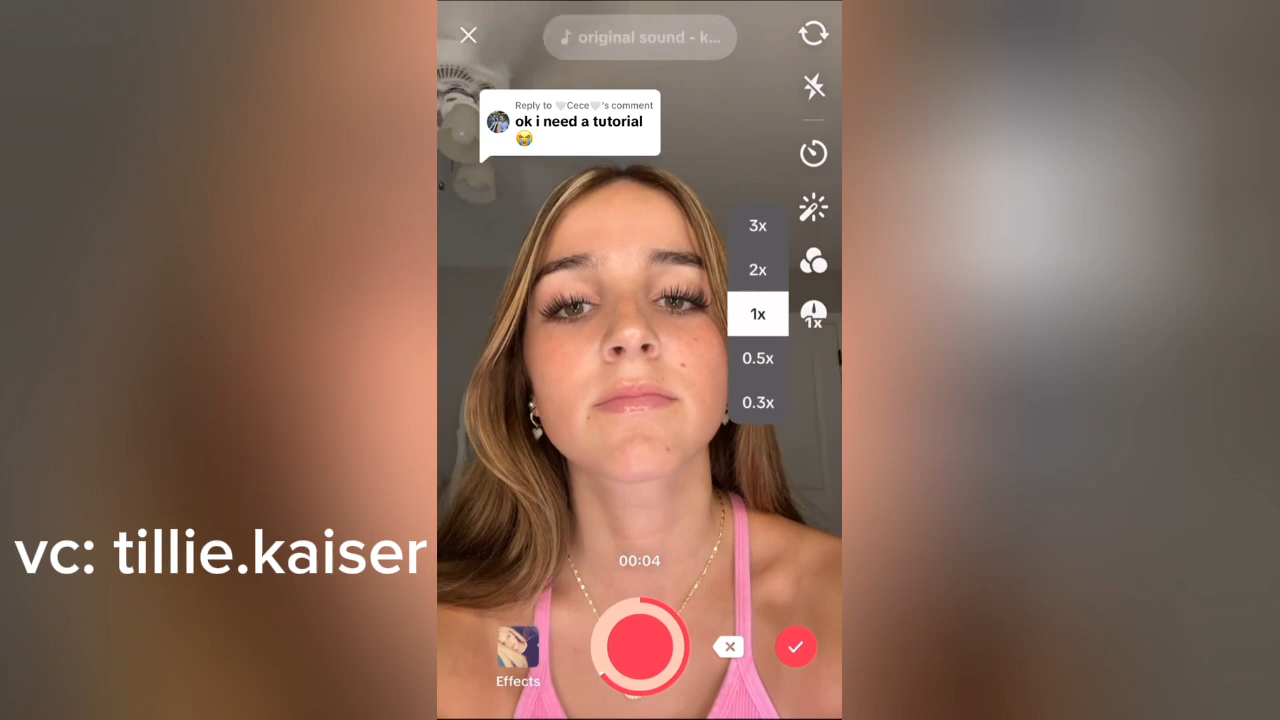 original sound - k...
Reply to 🤍Cece🤍's comment
ok i need a tutorial
😭
3x
2x
1x
1x
0.5x
0.3x
vc: tillie.kaiser
00:04
Effects